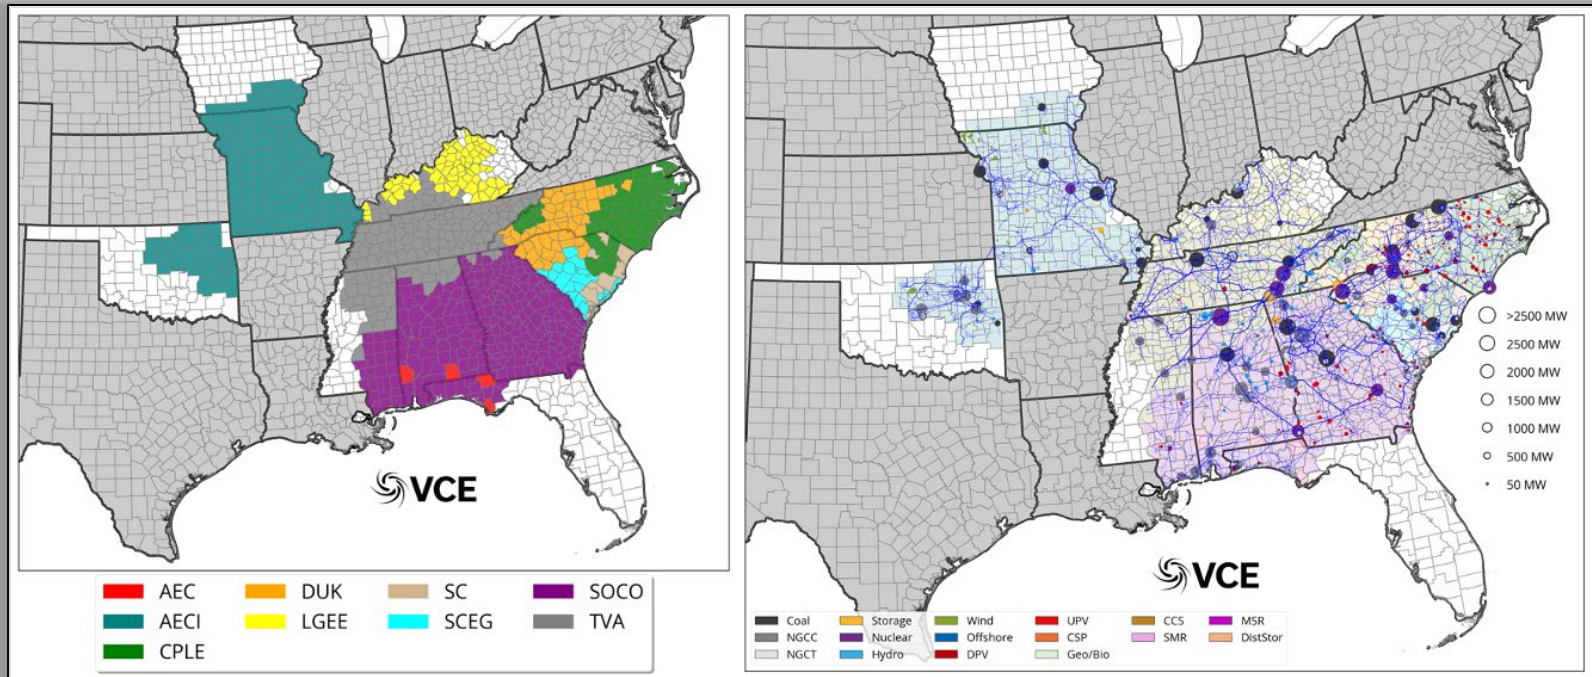 VCE
AEC DUK SC SOCO
AECI LGEE SCEG TVA
CPLE
>2500 MW
2500 MW
2000 MW
1500 MW
1000 MW
500 MW
50 MW
VCE
Coal Storage Wind UPV CCS MSR
NGCC Nuclear Offshore CSP SMR DistStor
NGCT Hydro DPV Geo/Bio